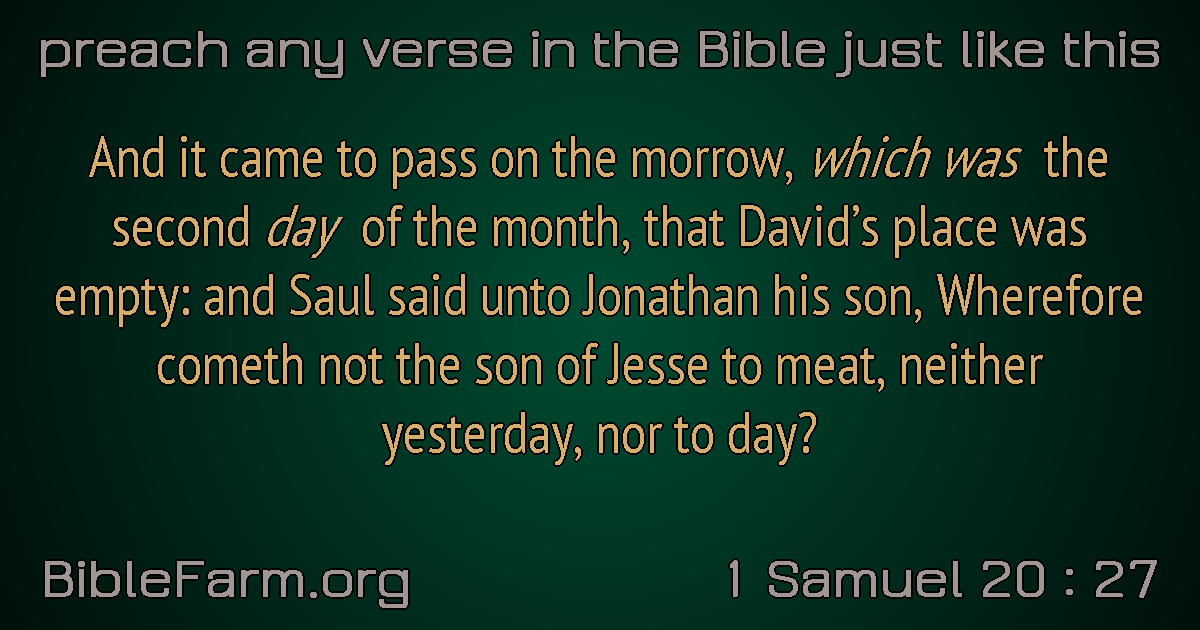 preach any verse in the Bible just like this
And it came to pass on the morrow, which was the
second day of the month, that David’s place was
empty: and Saul said unto Jonathan his son, Wherefore
cometh not the son of Jesse to meat, neither
yesterday, nor to day?
BibleFarm.org
1 Samuel 20 : 27